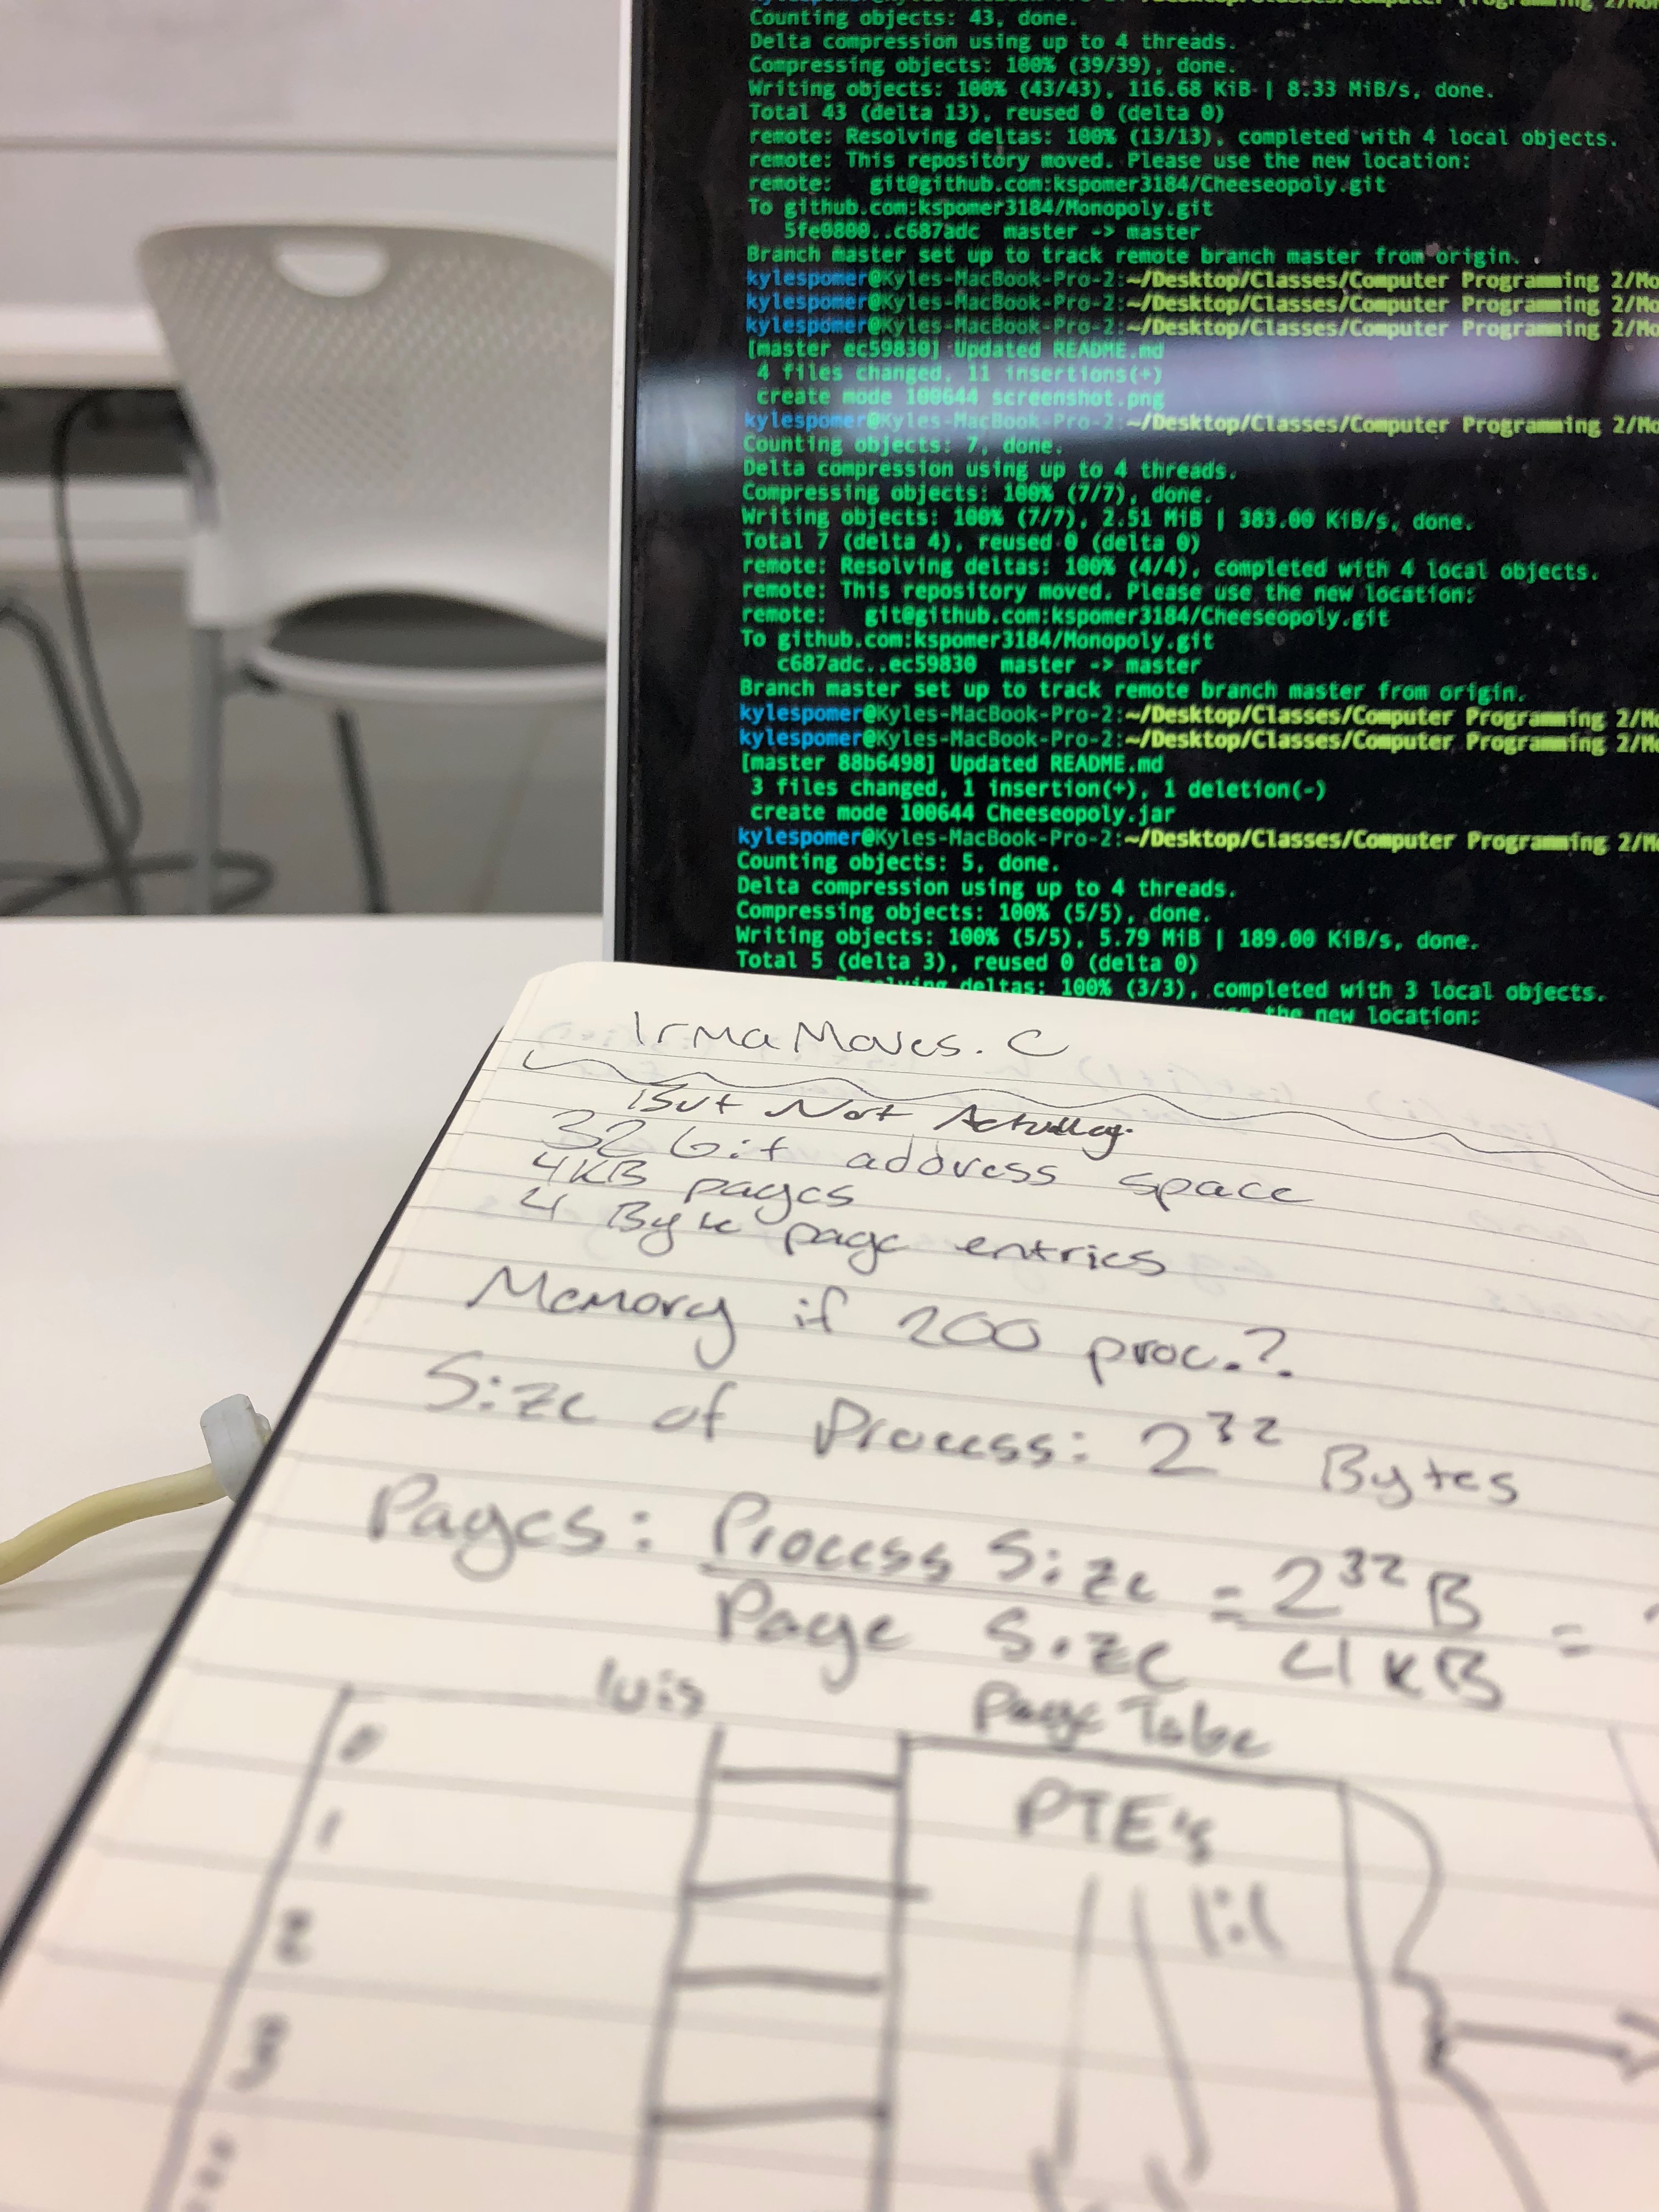 Counting objects: 43, done.
Delta compression using up to 4 threads.
Compressing objects: 100% (39/39), done.
Writing objects: 100% (43/43), 116.68 KiB | 8.33 MiB/s, done.
Total 43 (delta 13), reused 0 (delta 0)
remote: Resolving deltas: 100% (13/13), completed with 4 local objects.
remote: This repository moved. Please use the new location:
remote: git@github.com:kspomer3184/Cheeseopoly.git
To github.com:kspomer3184/Monopoly.git
5fe0800..c687adc master -> master
Branch master set up to track remote branch master from origin.
kylespomer@Kyles-MacBook-Pro-2:~/Desktop/Classes/Computer Programming 2/Mo
kylespomer@Kyles-MacBook-Pro-2:~/Desktop/Classes/Computer Programming 2/Mo
kylespomer@Kyles-MacBook-Pro-2:~/Desktop/Classes/Computer Programming 2/Mo
[master ec59830] Updated README.md
4 files changed, 11 insertions(+)
create mode 100644 screenshot.png
kylespomer@Kyles-MacBook-Pro-2:~/Desktop/Classes/Computer Programming 2/Mo
Counting objects: 7, done.
Delta compression using up to 4 threads.
Compressing objects: 100% (7/7), done.
Writing objects: 100% (7/7), 2.51 MiB | 383.00 KiB/s, done.
Total 7 (delta 4), reused 0 (delta 0)
remote: Resolving deltas: 100% (4/4), completed with 4 local objects.
remote: This repository moved. Please use the new location:
remote: git@github.com:kspomer3184/Cheeseopoly.git
To github.com:kspomer3184/Monopoly.git
c687adc..ec59830 master -> master
Branch master set up to track remote branch master from origin.
kylespomer@Kyles-MacBook-Pro-2:~/Desktop/Classes/Computer Programming 2/Mo
kylespomer@Kyles-MacBook-Pro-2:~/Desktop/Classes/Computer Programming 2/Mo
[master 88b6498] Updated README.md
3 files changed, 1 insertion(+), 1 deletion(-)
create mode 100644 Cheeseopoly.jar
kylespomer@Kyles-MacBook-Pro-2:~/Desktop/Classes/Computer Programming 2/Mo
Counting objects: 5, done.
Delta compression using up to 4 threads.
Compressing objects: 100% (5/5), done.
Writing objects: 100% (5/5), 5.79 MiB | 189.00 KiB/s, done.
Total 5 (delta 3), reused 0 (delta 0)
deltas: 100% (3/3), completed with 3 local objects.
the new location:
IrmaMoves.C
But Not Actually
32 bit address space
4KB pages
4 Byte page entries
Memory if 200 proc.?
Size of Process: 2³² Bytes
Pages: Process Size = 2³² B =
Page Size 4KB
luis Page Table
0
PTE's
1
1:1
2
3